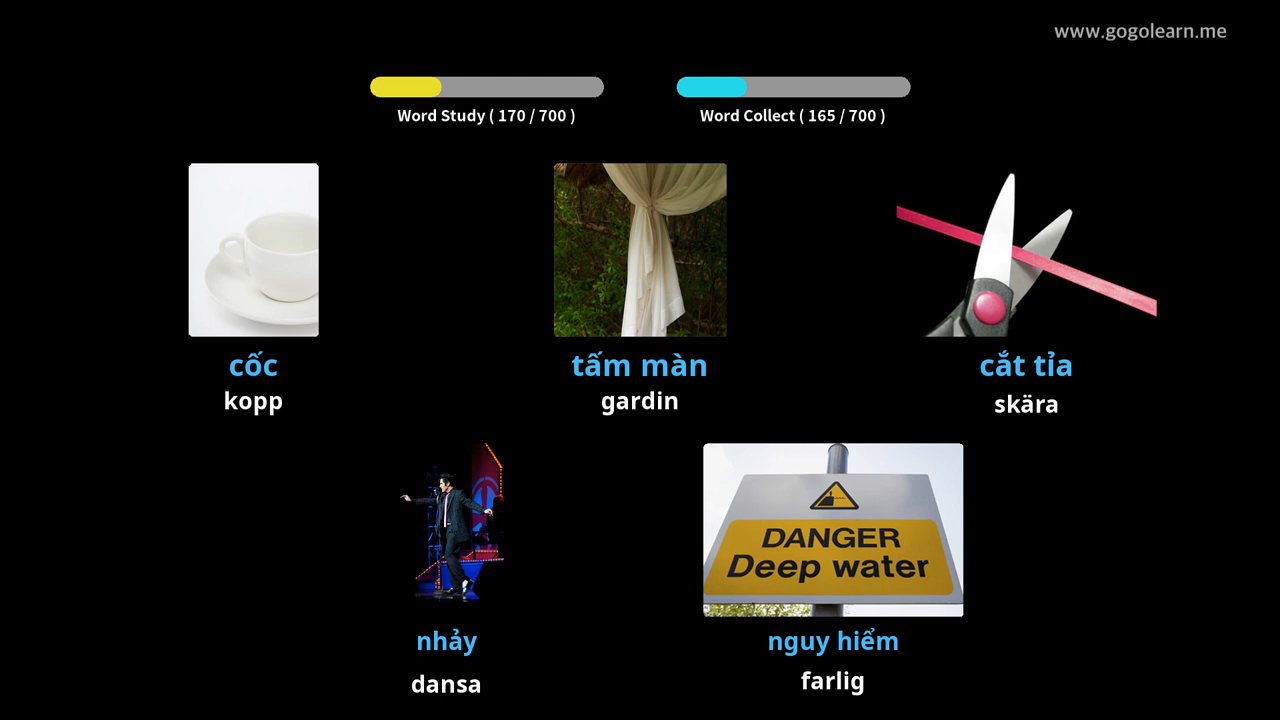 www.gogolearn.me
Word Study ( 170 / 700 )
Word Collect ( 165 / 700 )
cốc
kopp
tấm màn
gardin
cắt tỉa
skära
DANGER
Deep water
nhảy
dansa
nguy hiểm
farlig